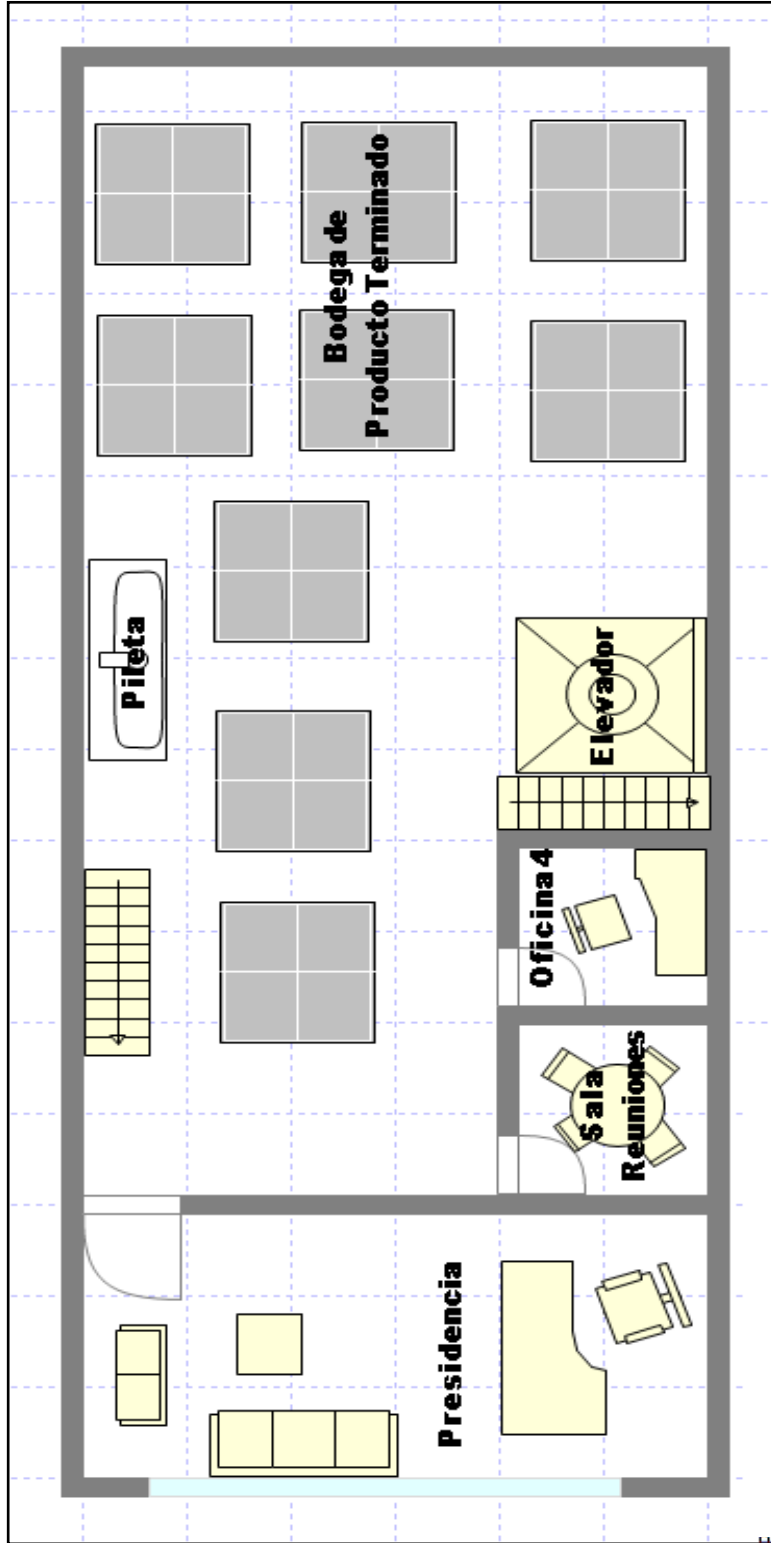 Bodega de
Producto Terminado
Pileta
Elevador
Oficina 4
Sala
Reuniones
Presidencia